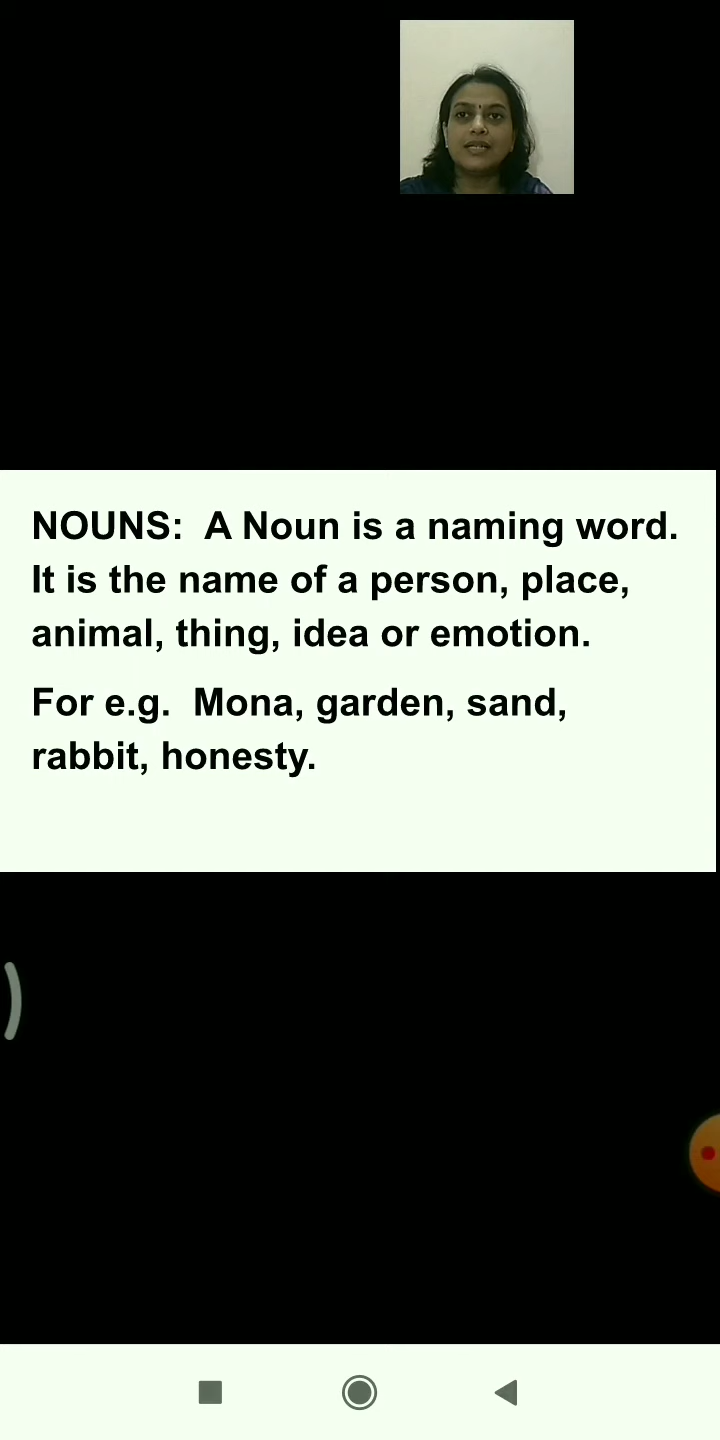 NOUNS:  A Noun is a naming word.
It is the name of a person, place,
animal, thing, idea or emotion.
For e.g.  Mona, garden, sand,
rabbit, honesty.